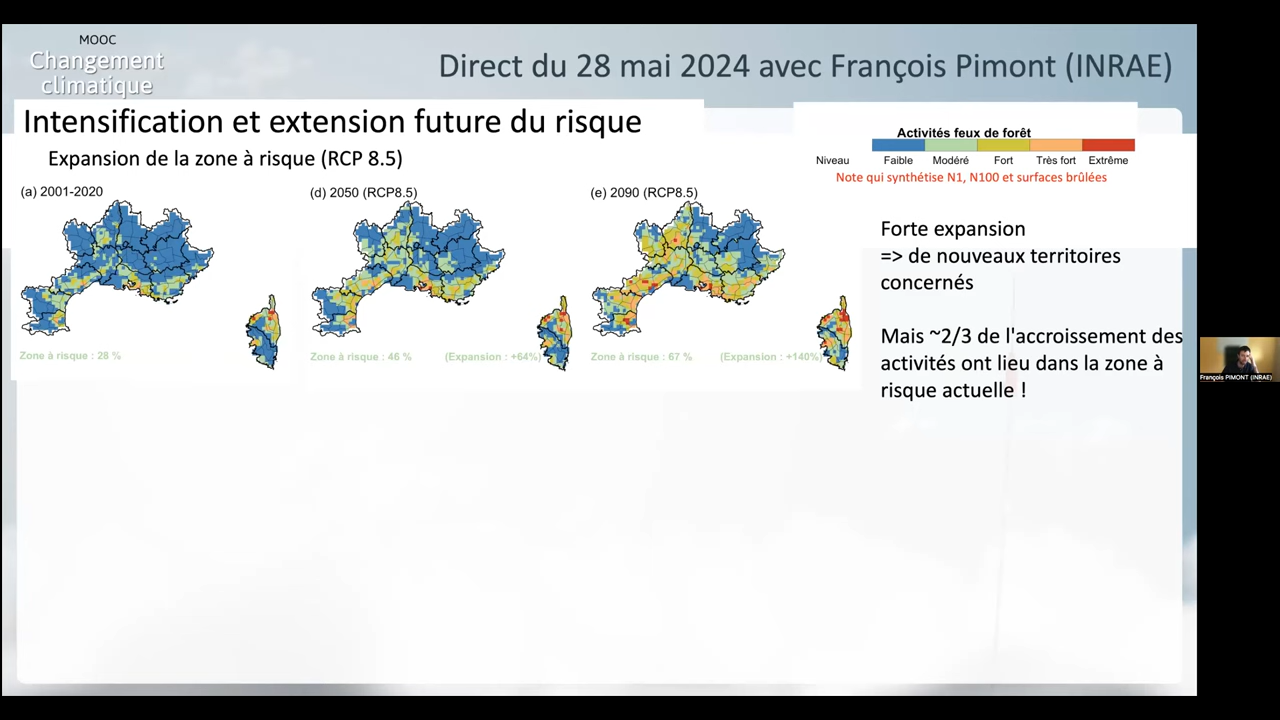 MOOC
Changement
climatique
Direct du 28 mai 2024 avec François Pimont (INRAE)
Intensification et extension future du risque
Expansion de la zone à risque (RCP 8.5)
Activités feux de forêt
Niveau Faible Modéré Fort Très fort Extrême
Note qui synthétise N1, N100 et surfaces brûlées
(a) 2001-2020
(d) 2050 (RCP8.5)
(e) 2090 (RCP8.5)
Zone à risque : 28 %
Zone à risque : 46 % (Expansion : +64%)
Zone à risque : 67 % (Expansion : +140%)
Forte expansion
=> de nouveaux territoires
concernés
Mais ~2/3 de l'accroissement des
activités ont lieu dans la zone à
risque actuelle !
François PIMONT (INRAE)